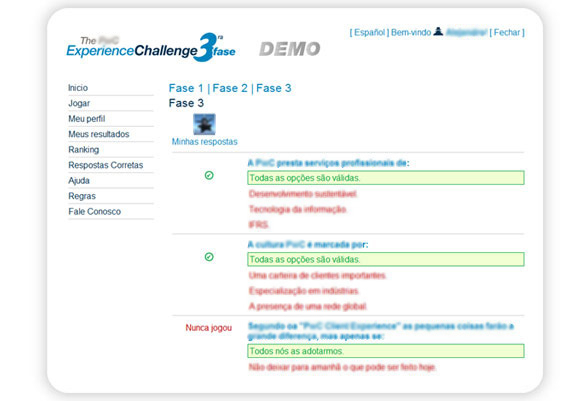 The
ExperienceChallenge 3ra fase
DEMO
[ Español ] Bem-vindo [ Fechar ]
Inicio
Jogar
Meu perfil
Meus resultados
Ranking
Respostas Corretas
Ajuda
Regras
Fale Conosco
Fase 1 | Fase 2 | Fase 3
Fase 3
Minhas respostas
A PwC presta serviços profissionais de:
Todas as opções são válidas.
Desenvolvimento sustentável.
Tecnologia da informação.
IFRS.
A cultura PwC é marcada por:
Todas as opções são válidas.
Uma carteira de clientes importantes.
Especialização em indústrias.
A presença de uma rede global.
Nunca jogou
Segundo oa "PwC Client Experience" as pequenas coisas farão a
grande diferença, mas apenas se:
Todos nós as adotarmos.
Não deixar para amanhã o que pode ser feito hoje.